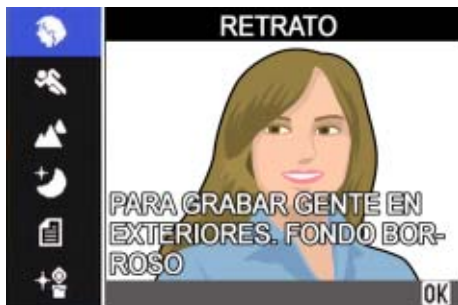 RETRATO
PARA GRABAR GENTE EN
EXTERIORES. FONDO BOR-
ROSO
OK